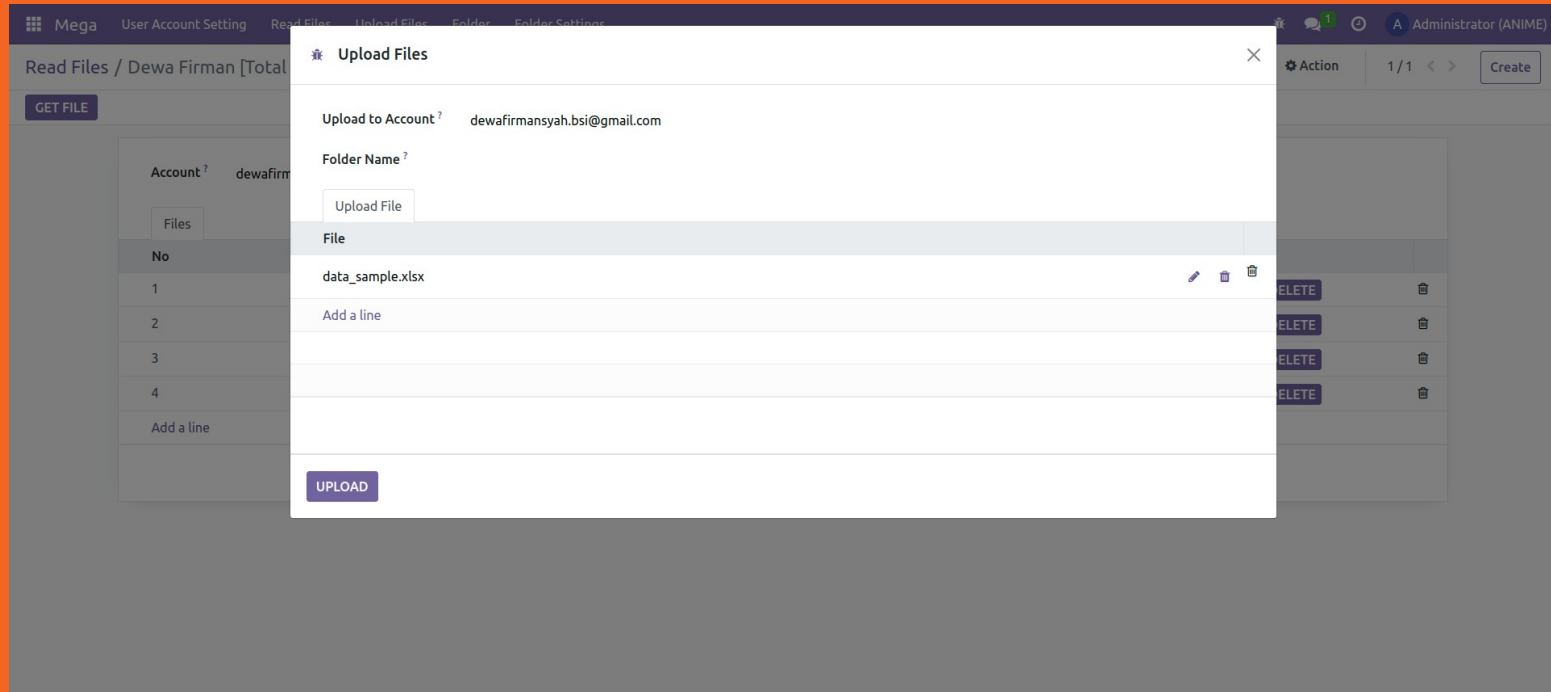 Mega User Account Setting Read Files Upload Files Folder Folder Settings 1 A Administrator (ANIME)
Read Files / Dewa Firman [Total Action 1 / 1 Create
GET FILE
Upload Files
Upload to Account ? dewafirmansyah.bsi@gmail.com
Folder Name ?
Upload File
File
data_sample.xlsx
Add a line
UPLOAD
Account ? dewafirm
Files
No
1 ELETE
2 ELETE
3 ELETE
4 ELETE
Add a line